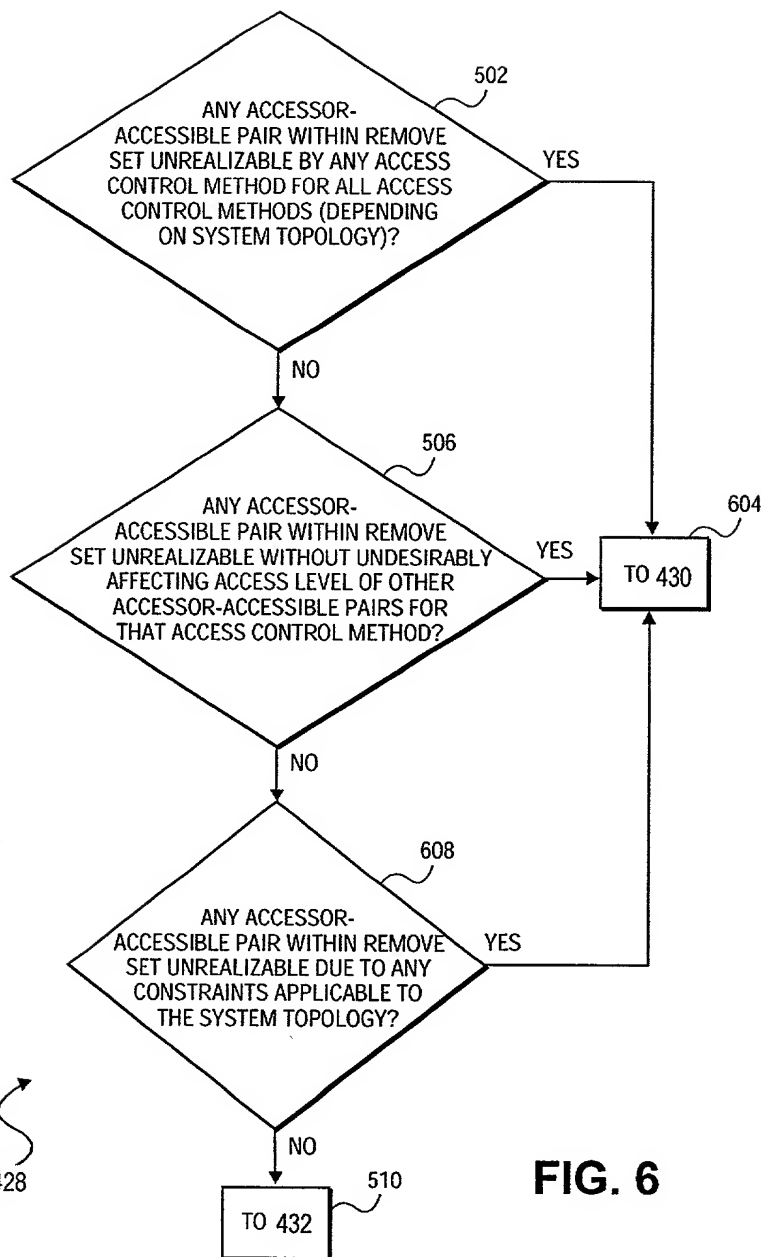 502
ANY ACCESSOR-
ACCESSIBLE PAIR WITHIN REMOVE
SET UNREALIZABLE BY ANY ACCESS
CONTROL METHOD FOR ALL ACCESS
CONTROL METHODS (DEPENDING
ON SYSTEM TOPOLOGY)?
YES
NO
506
ANY ACCESSOR-
ACCESSIBLE PAIR WITHIN REMOVE
SET UNREALIZABLE WITHOUT UNDESIRABLY
AFFECTING ACCESS LEVEL OF OTHER
ACCESSOR-ACCESSIBLE PAIRS FOR
THAT ACCESS CONTROL METHOD?
YES
604
TO 430
NO
608
ANY ACCESSOR-
ACCESSIBLE PAIR WITHIN REMOVE
SET UNREALIZABLE DUE TO ANY
CONSTRAINTS APPLICABLE TO
THE SYSTEM TOPOLOGY?
YES
NO
428
510
TO 432
FIG. 6